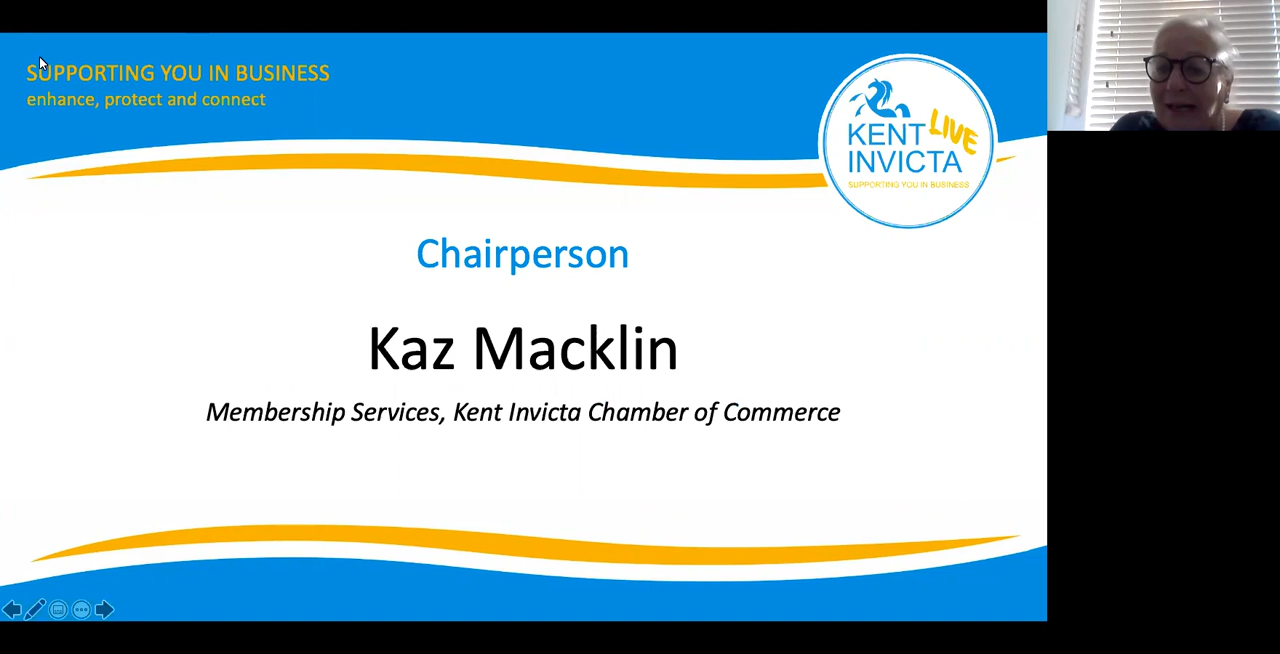 SUPPORTING YOU IN BUSINESS
enhance, protect and connect
KENT LIVE
INVICTA
SUPPORTING YOU IN BUSINESS
Chairperson
Kaz Macklin
Membership Services, Kent Invicta Chamber of Commerce